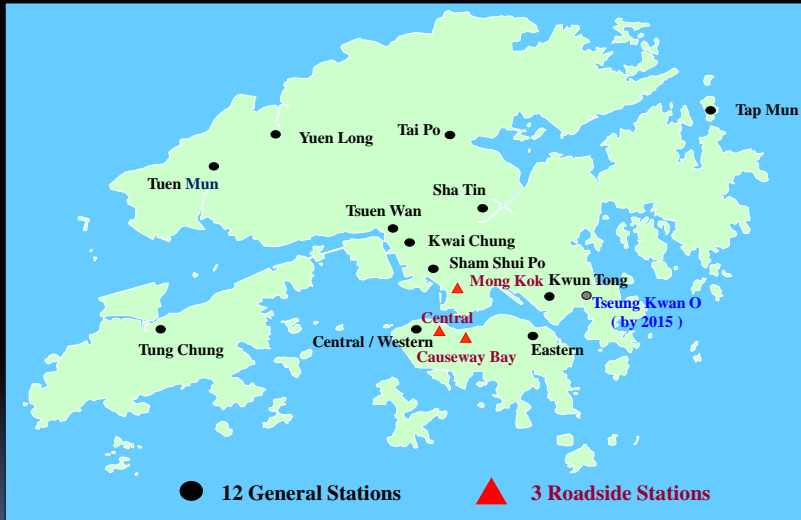 Tap Mun
Yuen Long
Tai Po
Tuen Mun
Sha Tin
Tsuen Wan
Kwai Chung
Sham Shui Po
Mong Kok
Kwun Tong
Tseung Kwan O
( by 2015 )
Central
Central / Western
Eastern
Tung Chung
Causeway Bay
12 General Stations
3 Roadside Stations